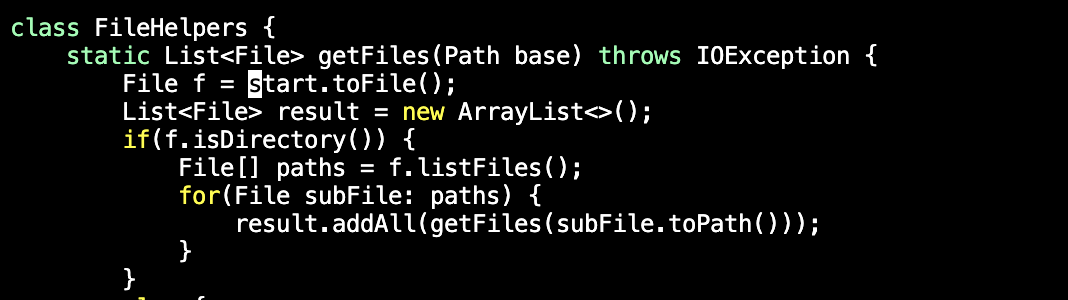 class FileHelpers {
    static List<File> getFiles(Path base) throws IOException {
        File f = start.toFile();
        List<File> result = new ArrayList<>();
        if(f.isDirectory()) {
            File[] paths = f.listFiles();
            for(File subFile: paths) {
                result.addAll(getFiles(subFile.toPath()));
            }
        }